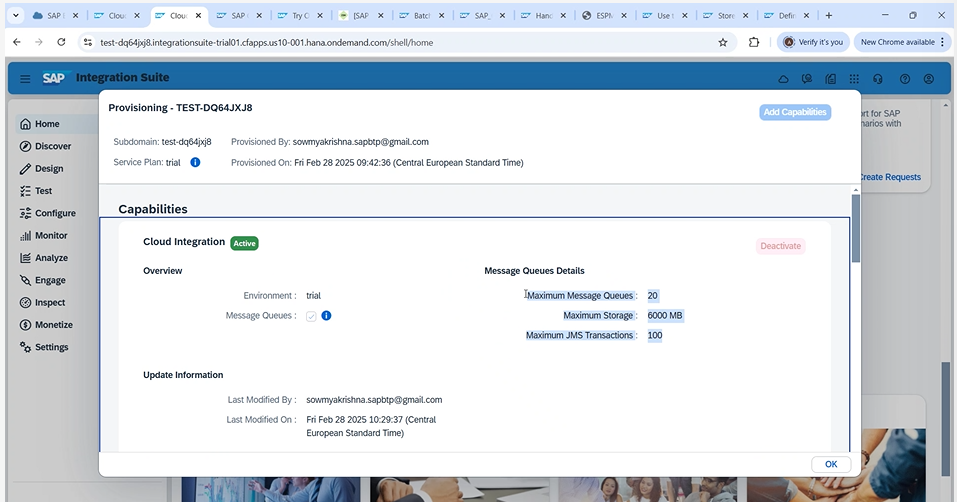 SAP I
Cloud
Cloud
SAP
Try C
[SAP
Batch
SAP_
Hand
ESPM
Use t
Store
Defin
test-dq64jxj8.integrationsuite-trial01.cfapps.us10-001.hana.ondemand.com/shell/home
Verify it's you
New Chrome available
SAP Integration Suite
Provisioning - TEST-DQ64JXJ8
Add Capabilities
Subdomain: test-dq64jxj8 Provisioned By: sowmyakrishna.sapbtp@gmail.com
Service Plan: trial Provisioned On: Fri Feb 28 2025 09:42:36 (Central European Standard Time)
Home
Discover
Design
Test
Configure
Monitor
Analyze
Engage
Inspect
Monetize
Settings
ort for SAP
narios with
Create Requests
Capabilities
Cloud Integration Active
Deactivate
Overview
Environment : trial
Message Queues :
Message Queues Details
Maximum Message Queues : 20
Maximum Storage : 6000 MB
Maximum JMS Transactions : 100
Update Information
Last Modified By : sowmyakrishna.sapbtp@gmail.com
Last Modified On : Fri Feb 28 2025 10:29:37 (Central
European Standard Time)
OK